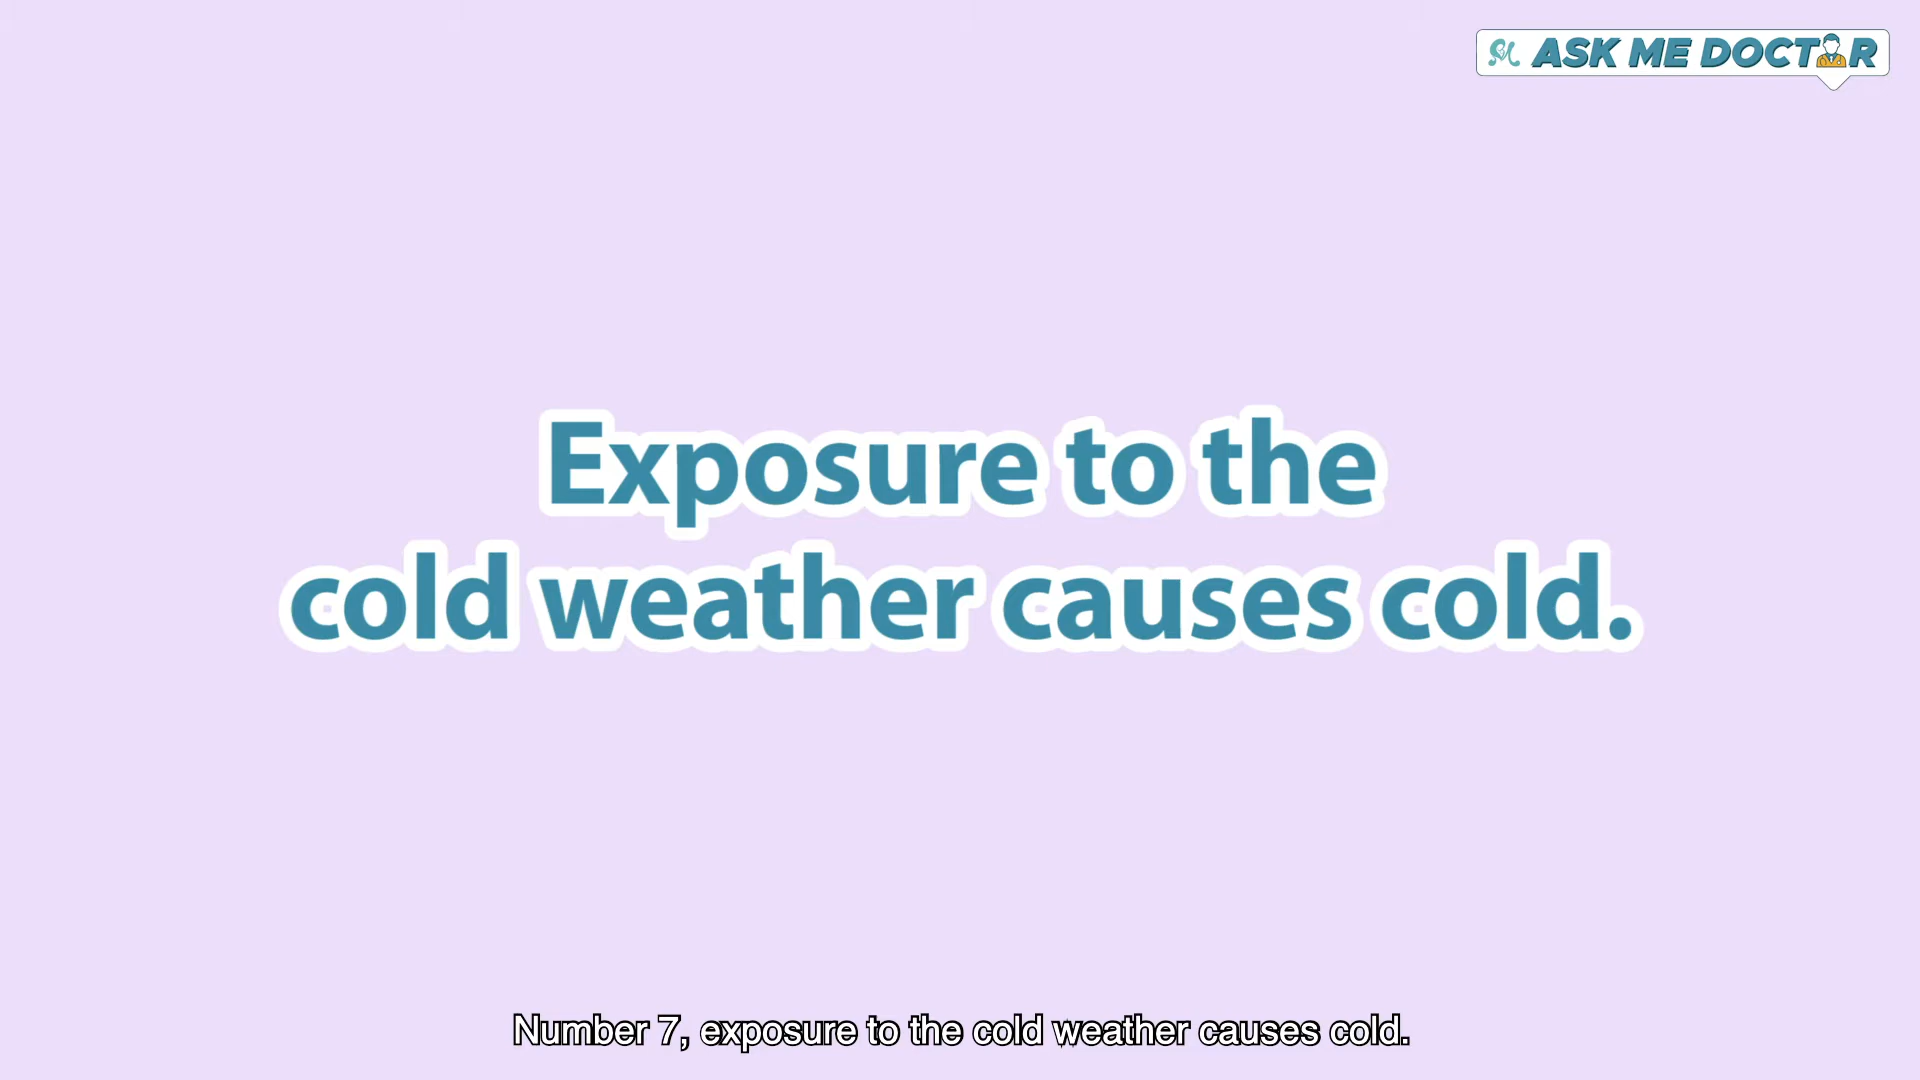 ASK ME DOCTOR
Exposure to the
cold weather causes cold.
Number 7, exposure to the cold weather causes cold.